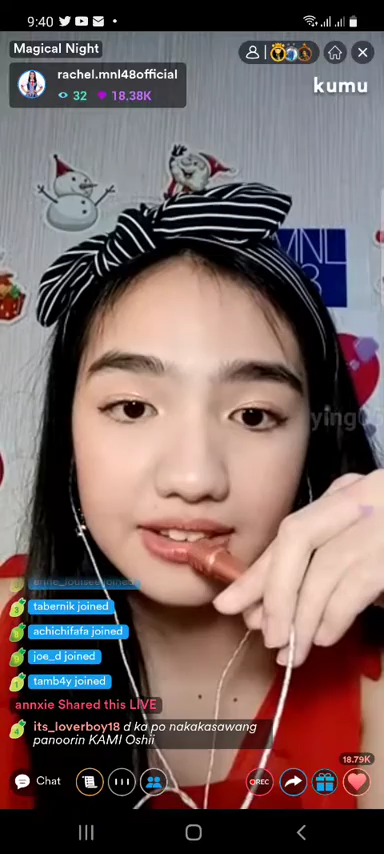 9:40
Magical Night
rachel.mnl48official
32 18.38K
kumu
MNL
tabernik joined
achichifafa joined
joe_d joined
tamb4y joined
annxie Shared this LIVE
its_loverboy18 d ka po nakakasawang
panoorin KAMI Oshii
18.79K
Chat
REC